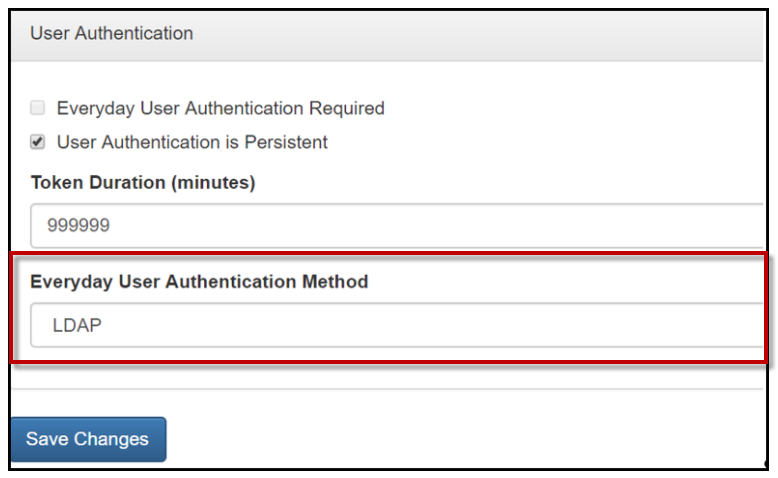 User Authentication
Everyday User Authentication Required
User Authentication is Persistent
Token Duration (minutes)
999999
Everyday User Authentication Method
LDAP
Save Changes